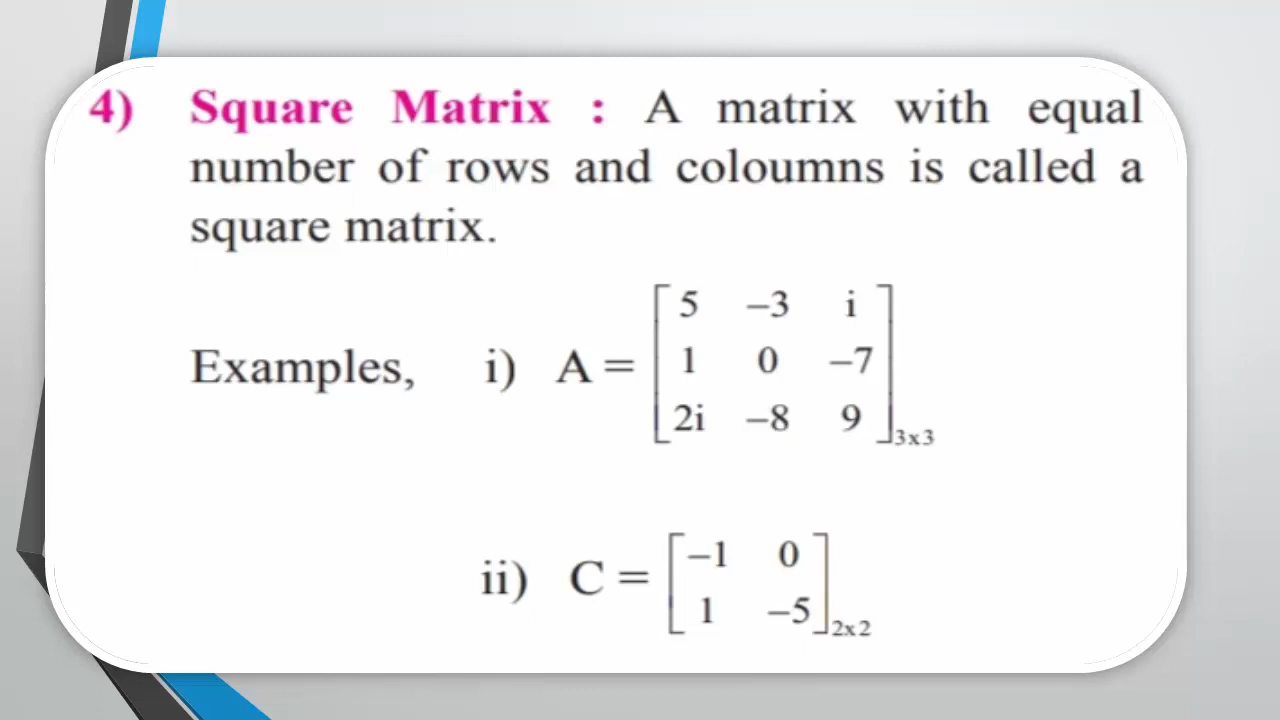 4) Square Matrix : A matrix with equal
number of rows and coloumns is called a
square matrix.
5 −3 i
Examples, i) A = 1 0 −7
2i −8 9 3x3
−1 0
ii) C =
1 −5 2x2